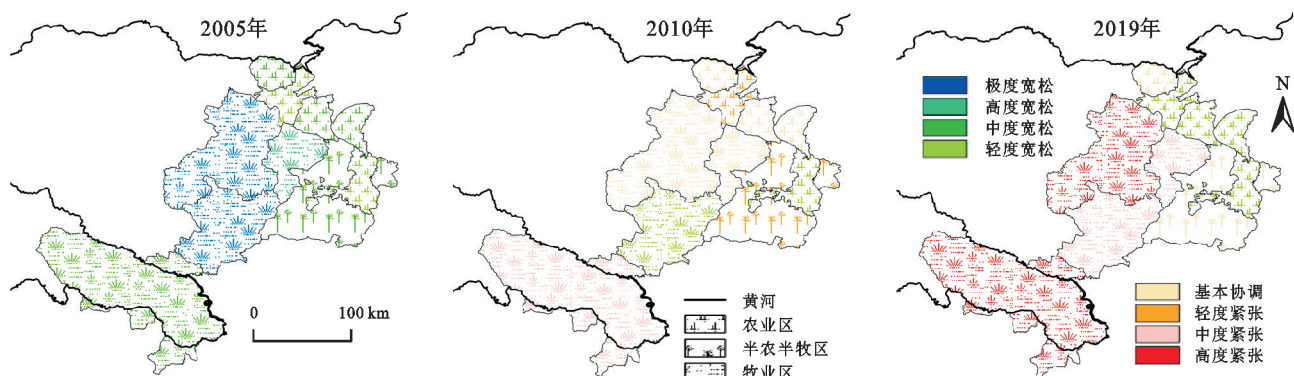 2005年
2010年
2019年
极度宽松
高度宽松
中度宽松
轻度宽松
N
0
100 km
黄河
农业区
半农半牧区
牧业区
基本协调
轻度紧张
中度紧张
高度紧张